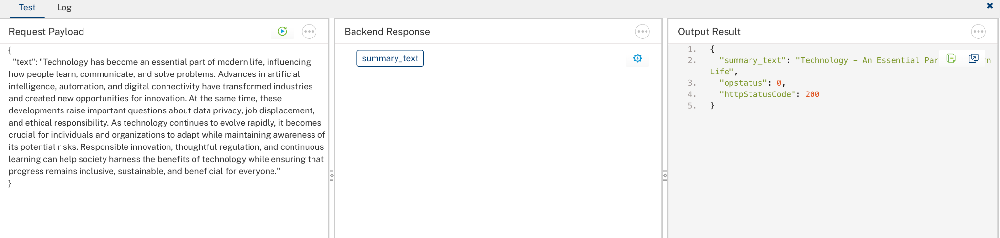 Test Log
Request Payload
{
"text": "Technology has become an essential part of modern life, influencing
how people learn, communicate, and solve problems. Advances in artificial
intelligence, automation, and digital connectivity have transformed industries
and created new opportunities for innovation. At the same time, these
developments raise important questions about data privacy, job displacement,
and ethical responsibility. As technology continues to evolve rapidly, it becomes
crucial for individuals and organizations to adapt while maintaining awareness of
its potential risks. Responsible innovation, thoughtful regulation, and continuous
learning can help society harness the benefits of technology while ensuring that
progress remains inclusive, sustainable, and beneficial for everyone."
}
Backend Response
summary_text
Output Result
1. {
2. "summary_text": "Technology – An Essential Par
Life",
3. "opstatus": 0,
4. "httpStatusCode": 200
5. }